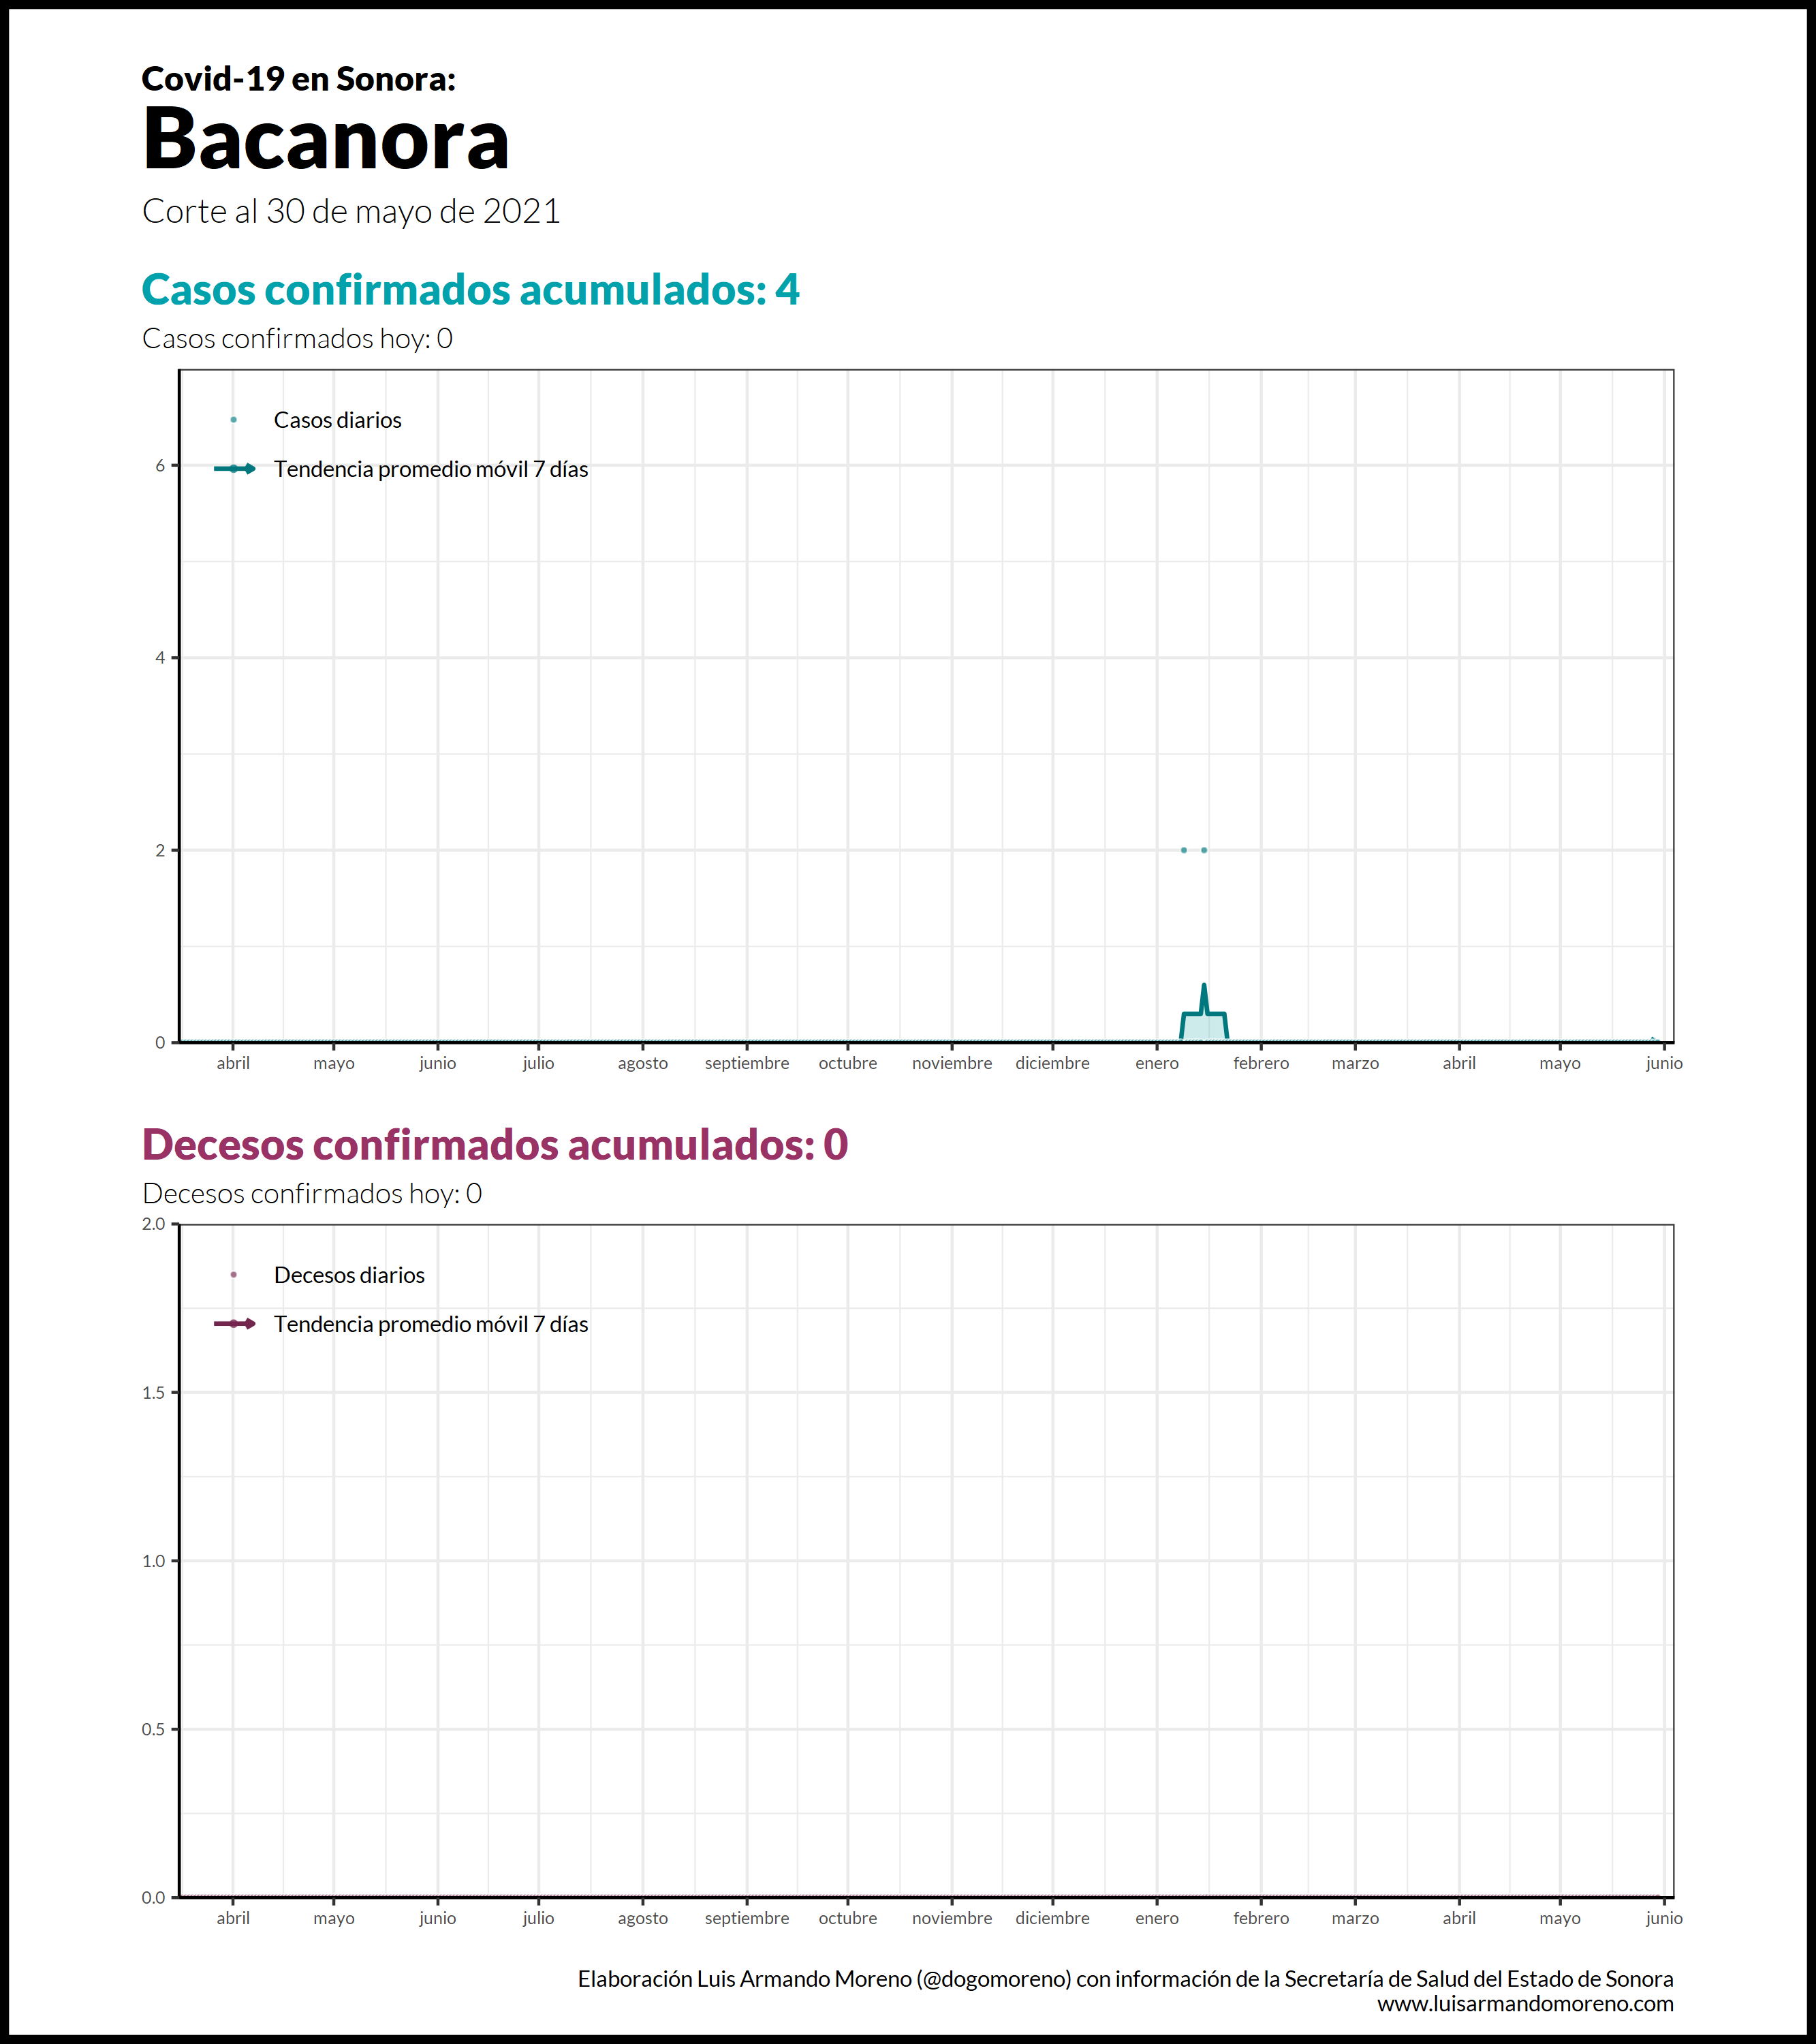 Covid-19 en Sonora:
Bacanora
Corte al 30 de mayo de 2021
Casos confirmados acumulados: 4
Casos confirmados hoy: 0
Casos diarios
Tendencia promedio móvil 7 días
6
4
2
0
abril mayo junio julio agosto septiembre octubre noviembre diciembre enero febrero marzo abril mayo junio
Decesos confirmados acumulados: 0
Decesos confirmados hoy: 0
2.0
Decesos diarios
Tendencia promedio móvil 7 días
1.5
1.0
0.5
0.0
abril mayo junio julio agosto septiembre octubre noviembre diciembre enero febrero marzo abril mayo junio
Elaboración Luis Armando Moreno (@dogomoreno) con información de la Secretaría de Salud del Estado de Sonora
www.luisarmandomoreno.com